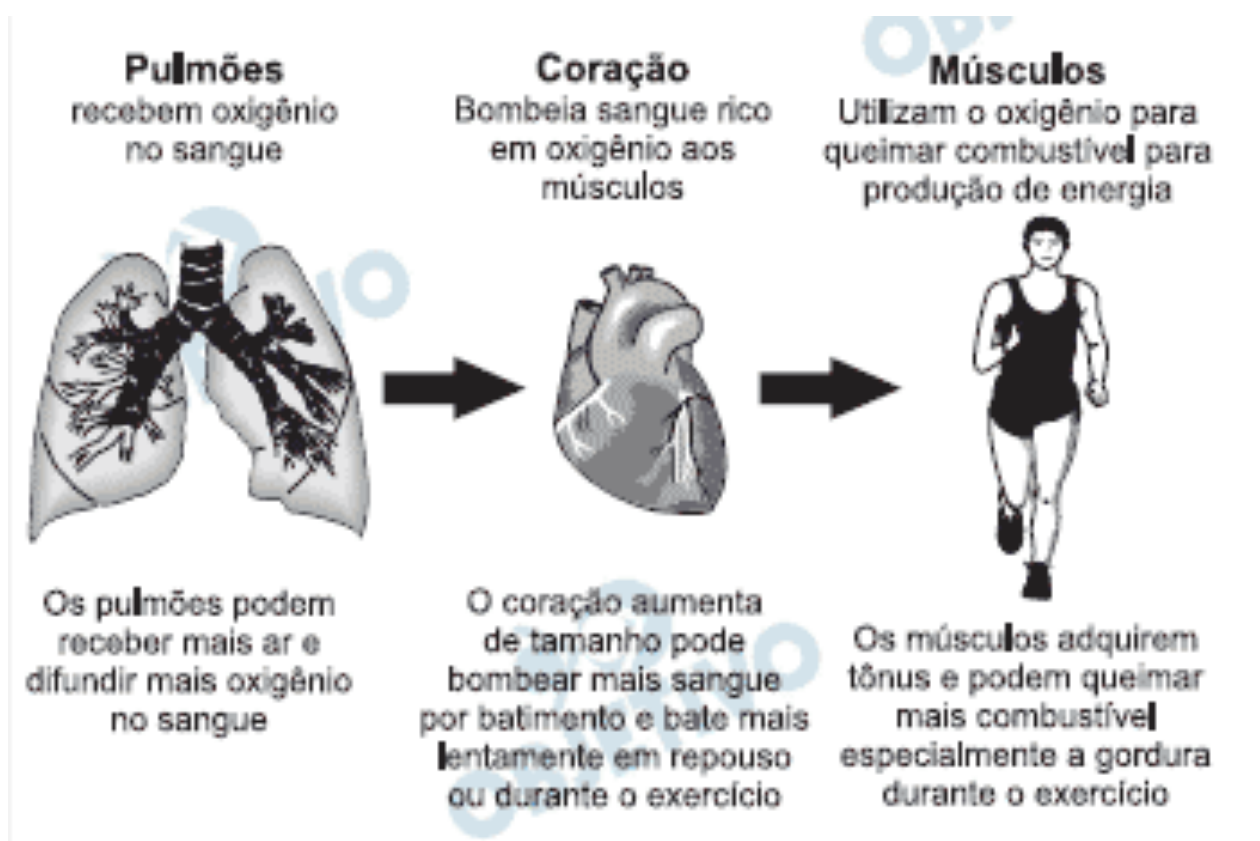 Pulmões
recebem oxigênio
no sangue
Coração
Bombeia sangue rico
em oxigênio aos
músculos
Músculos
Utilizam o oxigênio para
queimar combustível para
produção de energia
Os pulmões podem
receber mais ar e
difundir mais oxigênio
no sangue
O coração aumenta
de tamanho pode
bombear mais sangue
por batimento e bate mais
lentamente em repouso
ou durante o exercício
Os músculos adquirem
tônus e podem queimar
mais combustível
especialmente a gordura
durante o exercício
OBJETIVO